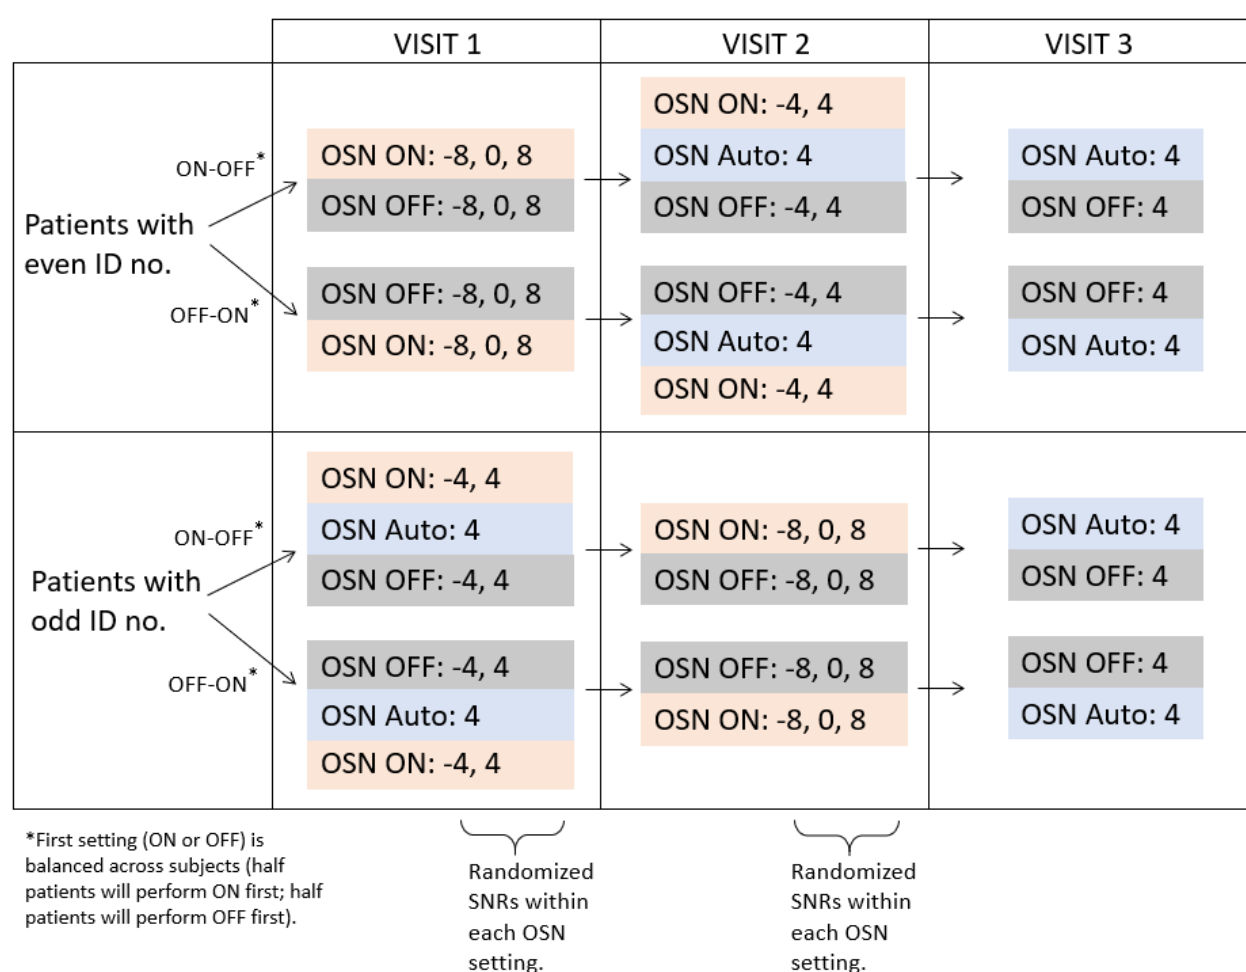 VISIT 1
VISIT 2
VISIT 3
Patients with
even ID no.
ON-OFF*
OSN ON: -8, 0, 8
OSN OFF: -8, 0, 8
OSN ON: -4, 4
OSN Auto: 4
OSN OFF: -4, 4
OSN Auto: 4
OSN OFF: 4
OFF-ON*
OSN OFF: -8, 0, 8
OSN ON: -8, 0, 8
OSN OFF: -4, 4
OSN Auto: 4
OSN ON: -4, 4
OSN OFF: 4
OSN Auto: 4
Patients with
odd ID no.
ON-OFF*
OSN ON: -4, 4
OSN Auto: 4
OSN OFF: -4, 4
OSN ON: -8, 0, 8
OSN OFF: -8, 0, 8
OSN Auto: 4
OSN OFF: 4
OFF-ON*
OSN OFF: -4, 4
OSN Auto: 4
OSN ON: -4, 4
OSN OFF: -8, 0, 8
OSN ON: -8, 0, 8
OSN OFF: 4
OSN Auto: 4
*First setting (ON or OFF) is
balanced across subjects (half
patients will perform ON first; half
patients will perform OFF first).
Randomized
SNRs within
each OSN
setting.
Randomized
SNRs within
each OSN
setting.